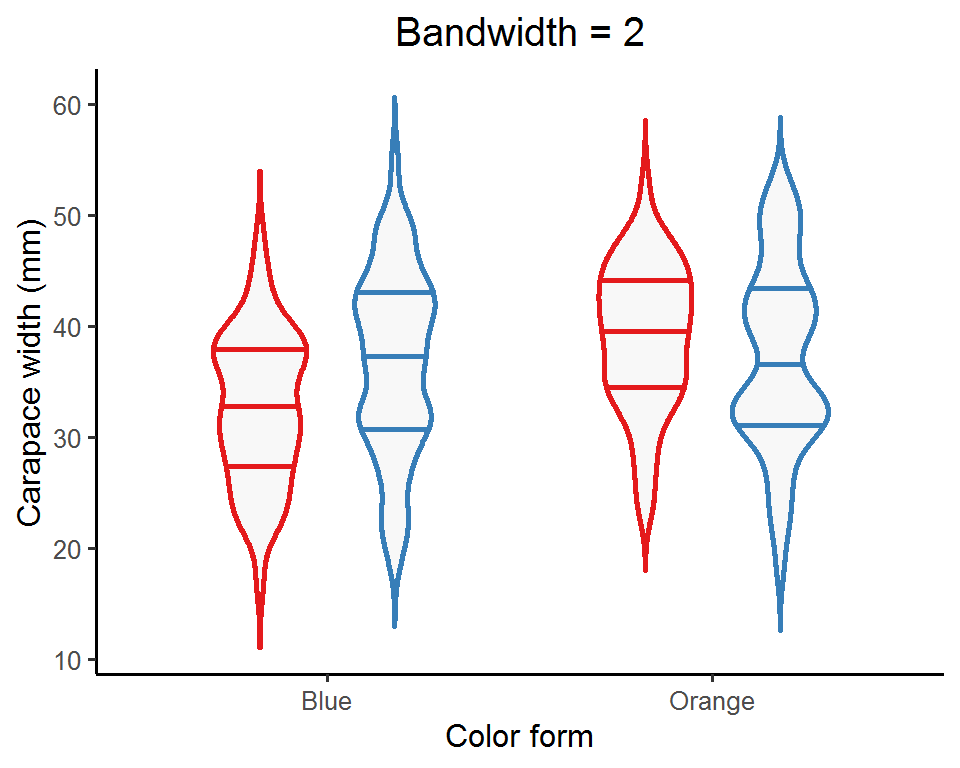 Bandwidth = 2
Carapace width (mm)
60
50
40
30
20
10
Blue
Orange
Color form